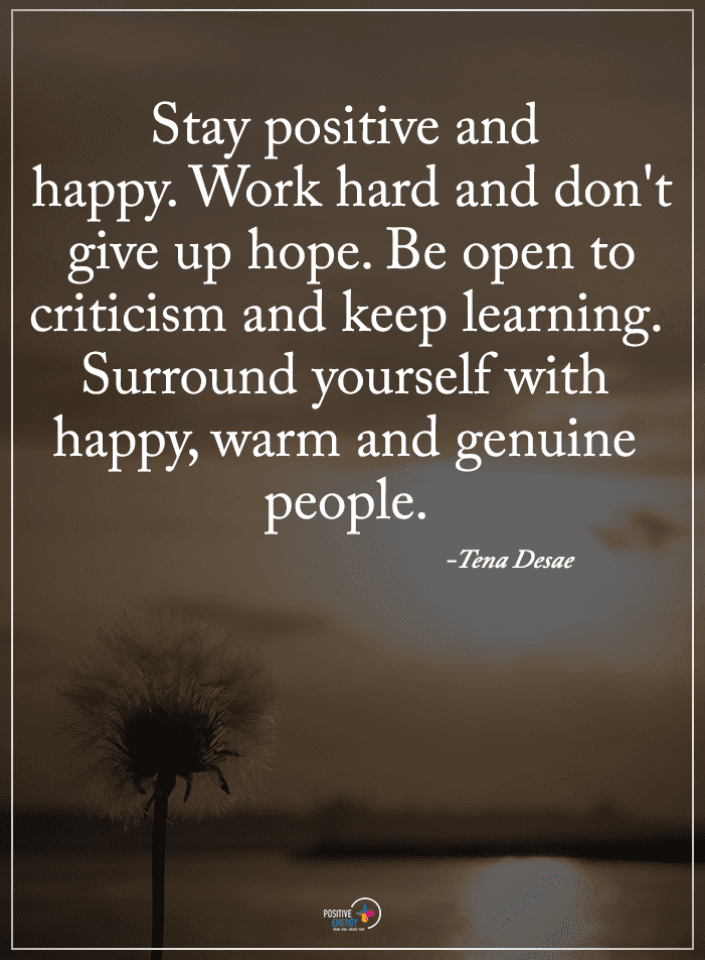 Stay positive and
happy. Work hard and don't
give up hope. Be open to
criticism and keep learning.
Surround yourself with
happy, warm and genuine
people.
-Tena Desae
POSITIVE
ENERGY